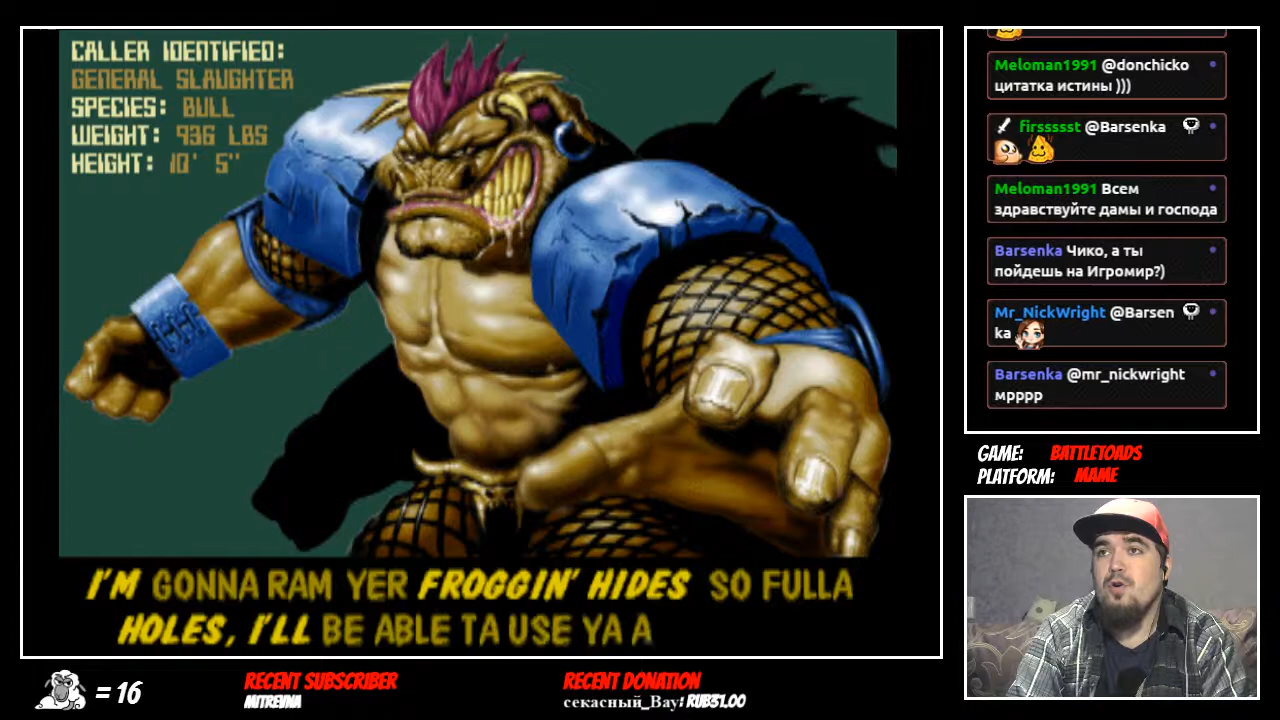 CALLER IDENTIFIED:
GENERAL SLAUGHTER
SPECIES: BULL
WEIGHT: 936 LBS
HEIGHT: 10' 5"
I'M GONNA RAM YER FROGGIN' HIDES SO FULLA
HOLES, I'LL BE ABLE TA USE YA A
Meloman1991 @donchicko
цитатка истины )))
firssssst @Barsenka
Meloman1991 Всем
здравствуйте дамы и господа
Barsenka Чико, а ты
пойдешь на Игромир?)
Mr_NickWright @Barsen
ka
Barsenka @mr_nickwright
мрррр
GAME: BATTLETOADS
PLATFORM: MAME
= 16
RECENT SUBSCRIBER
MITREVNA
RECENT DONATION
секасный_Bay: RUB31.00